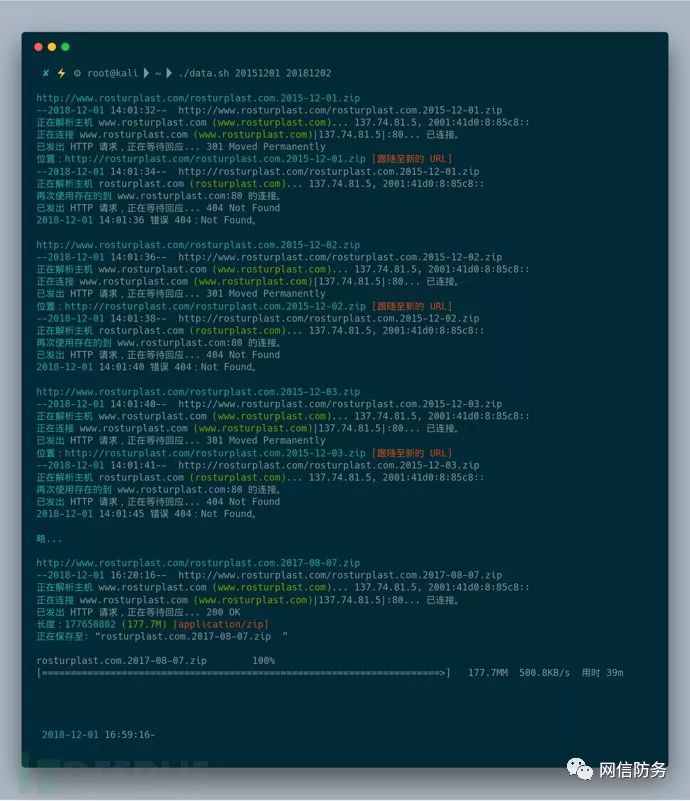 ✘ ⚡ ⚙ root@kali ~ ./data.sh 20151201 20181202
http://www.rosturplast.com/rosturplast.com.2015-12-01.zip
--2018-12-01 14:01:32-- http://www.rosturplast.com/rosturplast.com.2015-12-01.zip
正在解析主机 www.rosturplast.com (www.rosturplast.com)... 137.74.81.5, 2001:41d0:8:85c8::
正在连接 www.rosturplast.com (www.rosturplast.com)|137.74.81.5|:80... 已连接。
已发出 HTTP 请求，正在等待回应... 301 Moved Permanently
位置：http://rosturplast.com/rosturplast.com.2015-12-01.zip [跟随至新的 URL]
--2018-12-01 14:01:34-- http://rosturplast.com/rosturplast.com.2015-12-01.zip
正在解析主机 rosturplast.com (rosturplast.com)... 137.74.81.5, 2001:41d0:8:85c8::
再次使用存在的到 www.rosturplast.com:80 的连接。
已发出 HTTP 请求，正在等待回应... 404 Not Found
2018-12-01 14:01:36 错误 404：Not Found。
http://www.rosturplast.com/rosturplast.com.2015-12-02.zip
--2018-12-01 14:01:36-- http://www.rosturplast.com/rosturplast.com.2015-12-02.zip
正在解析主机 www.rosturplast.com (www.rosturplast.com)... 137.74.81.5, 2001:41d0:8:85c8::
正在连接 www.rosturplast.com (www.rosturplast.com)|137.74.81.5|:80... 已连接。
已发出 HTTP 请求，正在等待回应... 301 Moved Permanently
位置：http://rosturplast.com/rosturplast.com.2015-12-02.zip [跟随至新的 URL]
--2018-12-01 14:01:38-- http://rosturplast.com/rosturplast.com.2015-12-02.zip
正在解析主机 rosturplast.com (rosturplast.com)... 137.74.81.5, 2001:41d0:8:85c8::
再次使用存在的到 www.rosturplast.com:80 的连接。
已发出 HTTP 请求，正在等待回应... 404 Not Found
2018-12-01 14:01:40 错误 404：Not Found。
http://www.rosturplast.com/rosturplast.com.2015-12-03.zip
--2018-12-01 14:01:40-- http://www.rosturplast.com/rosturplast.com.2015-12-03.zip
正在解析主机 www.rosturplast.com (www.rosturplast.com)... 137.74.81.5, 2001:41d0:8:85c8::
正在连接 www.rosturplast.com (www.rosturplast.com)|137.74.81.5|:80... 已连接。
已发出 HTTP 请求，正在等待回应... 301 Moved Permanently
位置：http://rosturplast.com/rosturplast.com.2015-12-03.zip [跟随至新的 URL]
--2018-12-01 14:01:41-- http://rosturplast.com/rosturplast.com.2015-12-03.zip
正在解析主机 rosturplast.com (rosturplast.com)... 137.74.81.5, 2001:41d0:8:85c8::
再次使用存在的到 www.rosturplast.com:80 的连接。
已发出 HTTP 请求，正在等待回应... 404 Not Found
2018-12-01 14:01:45 错误 404：Not Found。
略...
http://www.rosturplast.com/rosturplast.com.2017-08-07.zip
--2018-12-01 16:20:16-- http://www.rosturplast.com/rosturplast.com.2017-08-07.zip
正在解析主机 www.rosturplast.com (www.rosturplast.com)... 137.74.81.5, 2001:41d0:8:85c8::
正在连接 www.rosturplast.com (www.rosturplast.com)|137.74.81.5|:80... 已连接。
已发出 HTTP 请求，正在等待回应... 200 OK
长度：177650802 (177.7M) [application/zip]
正在保存至: “rosturplast.com.2017-08-07.zip ”
rosturplast.com.2017-08-07.zip 100%
[======================================================================>] 177.7MM 500.8KB/s 用时 39m
2018-12-01 16:59:16-
网信防务